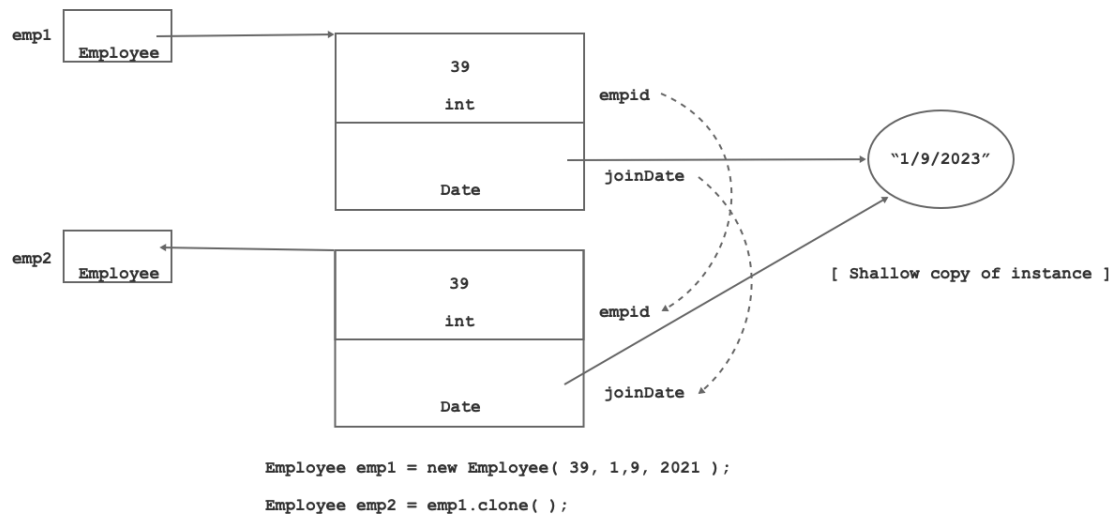 emp1
Employee
39
int
empid
Date
joinDate
“1/9/2023”
emp2
Employee
39
int
empid
Date
joinDate
[ Shallow copy of instance ]
Employee emp1 = new Employee( 39, 1,9, 2021 );
Employee emp2 = emp1.clone( );